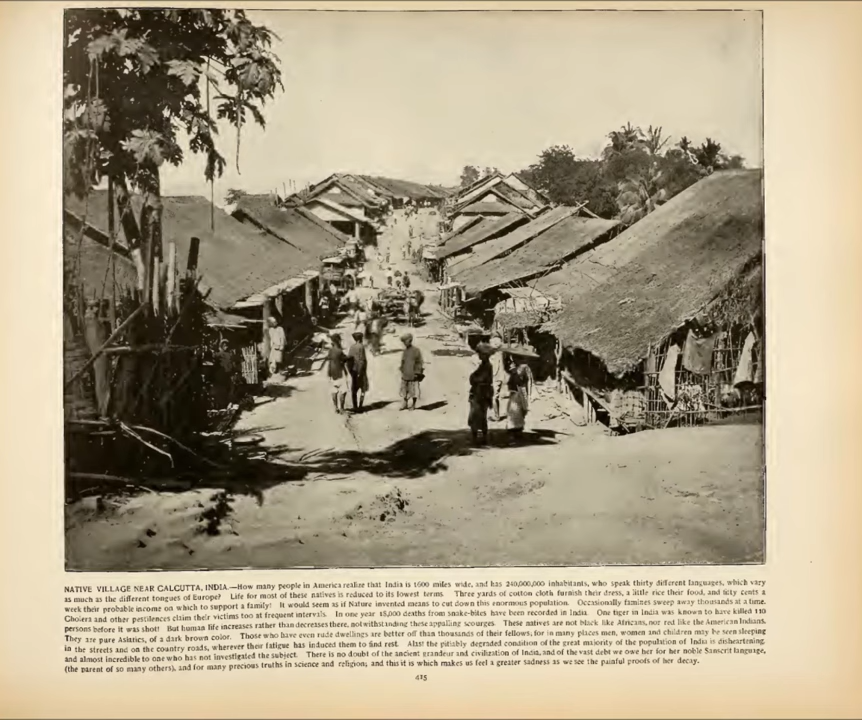 NATIVE VILLAGE NEAR CALCUTTA, INDIA.—How many people in America realize that India is 1600 miles wide, and has 240,000,000 inhabitants, who speak thirty different languages, which vary
as much as the different tongues of Europe? Life for most of these natives is reduced to its lowest terms. Three yards of cotton cloth furnish their dress, a little rice their food, and fifty cents a
week their probable income on which to support a family! It would seem as if Nature invented means to cut down this enormous population. Occasionally famines sweep away thousands at a time.
Cholera and other pestilences claim their victims too at frequent intervals. In one year 18,000 deaths from snake-bites have been recorded in India. One tiger in India was known to have killed 110
persons before it was shot! But human life increases rather than decreases there, notwithstanding these appalling scourges. These natives are not black like Africans, nor red like the American Indians.
They are pure Asiatics, of a dark brown color. Those who have even rude dwellings are better off than thousands of their fellows, for in many places men, women and children may be seen sleeping
in the streets and on the country roads, wherever their fatigue has induced them to find rest. Alas! the pitiably degraded condition of the great majority of the population of India is disheartening,
and almost incredible to one who has not investigated the subject. There is no doubt of the ancient grandeur and civilization of India, and of the vast debt we owe her for her noble Sanscrit language,
(the parent of so many others), and for many precious truths in science and religion; and this it is which makes us feel a greater sadness as we see the painful proofs of her decay.
415